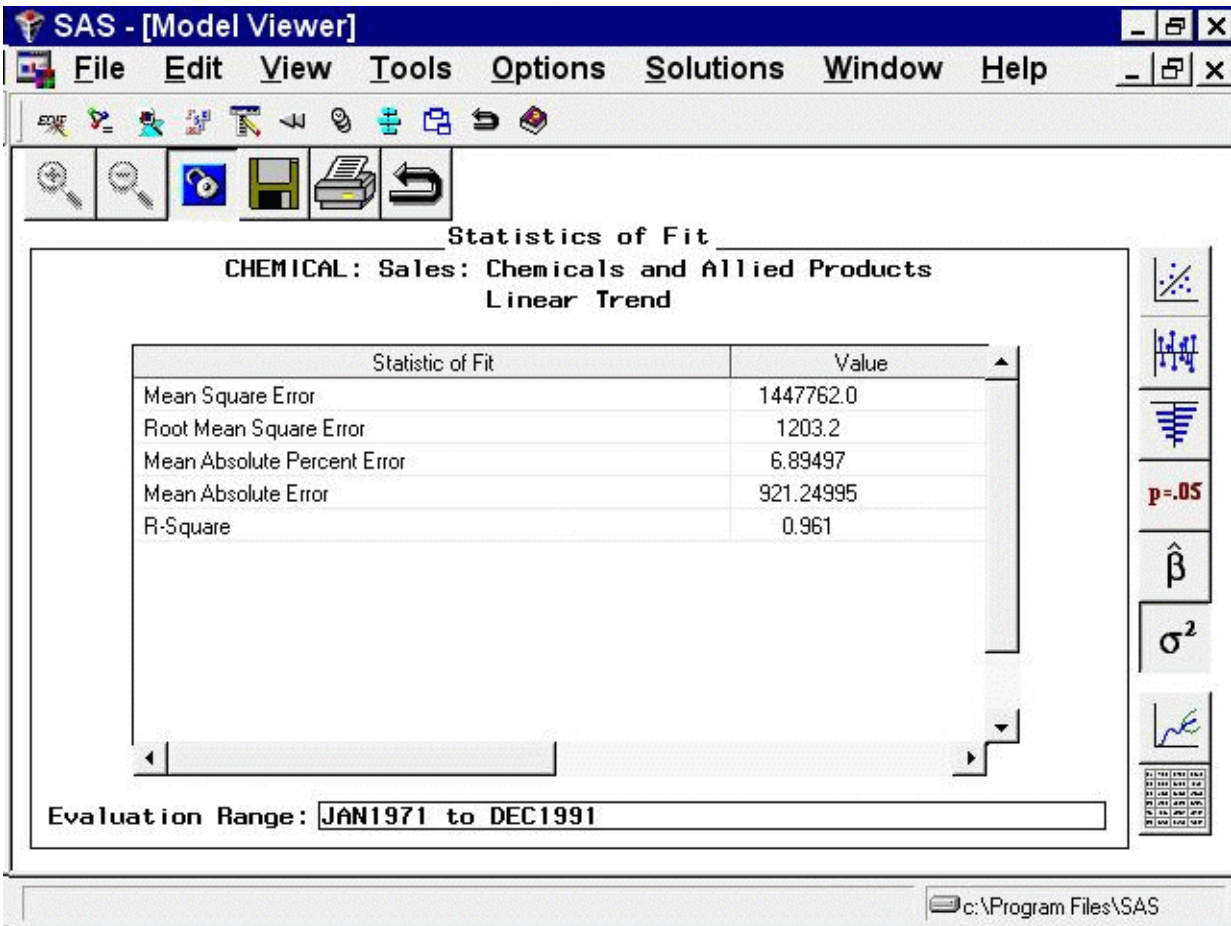 SAS - [Model Viewer]
File Edit View Tools Options Solutions Window Help
Statistics of Fit
CHEMICAL: Sales: Chemicals and Allied Products
Linear Trend
Statistic of Fit Value
Mean Square Error 1447762.0
Root Mean Square Error 1203.2
Mean Absolute Percent Error 6.89497
Mean Absolute Error 921.24995
R-Square 0.961
p=.05
β̂
σ²
Evaluation Range: JAN1971 to DEC1991
c:\Program Files\SAS